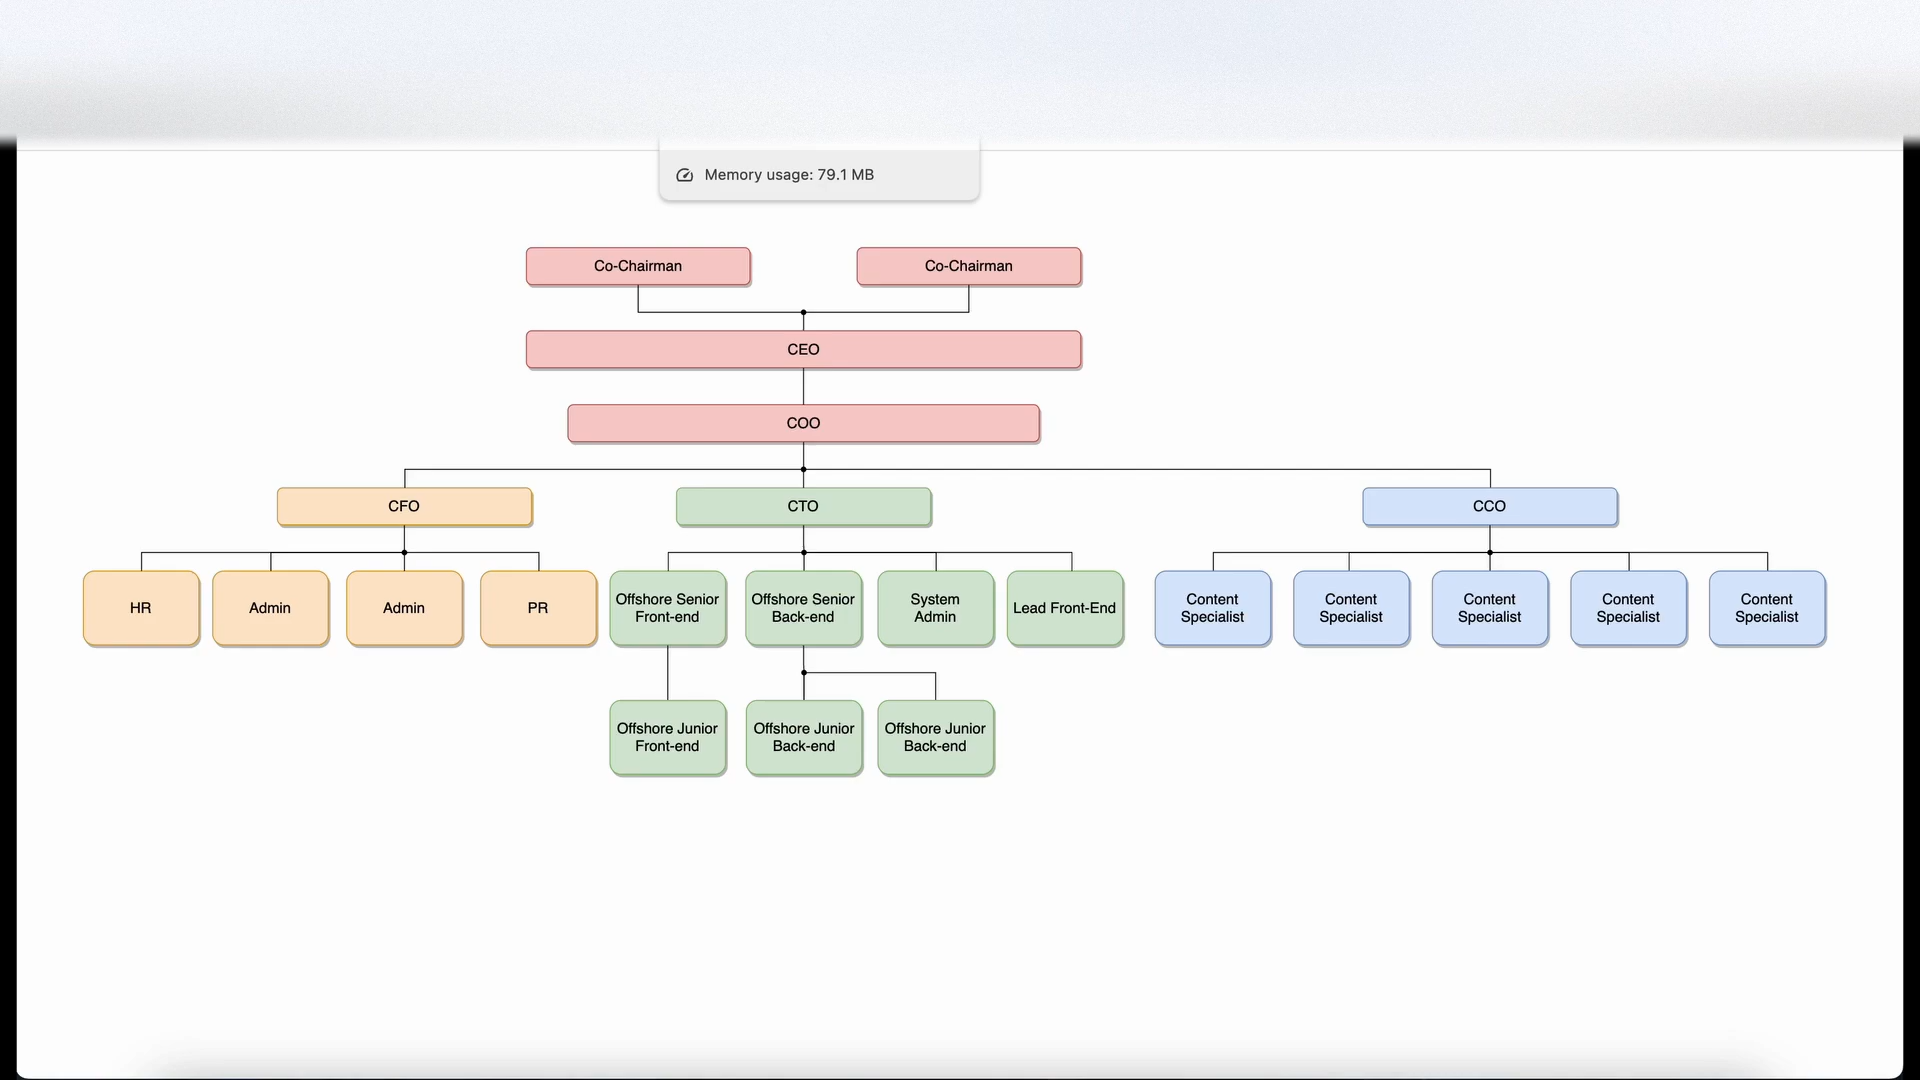 Memory usage: 79.1 MB
Co-Chairman
Co-Chairman
CEO
COO
CFO
CTO
CCO
HR
Admin
Admin
PR
Offshore Senior
Front-end
Offshore Senior
Back-end
System
Admin
Lead Front-End
Content
Specialist
Content
Specialist
Content
Specialist
Content
Specialist
Content
Specialist
Offshore Junior
Front-end
Offshore Junior
Back-end
Offshore Junior
Back-end